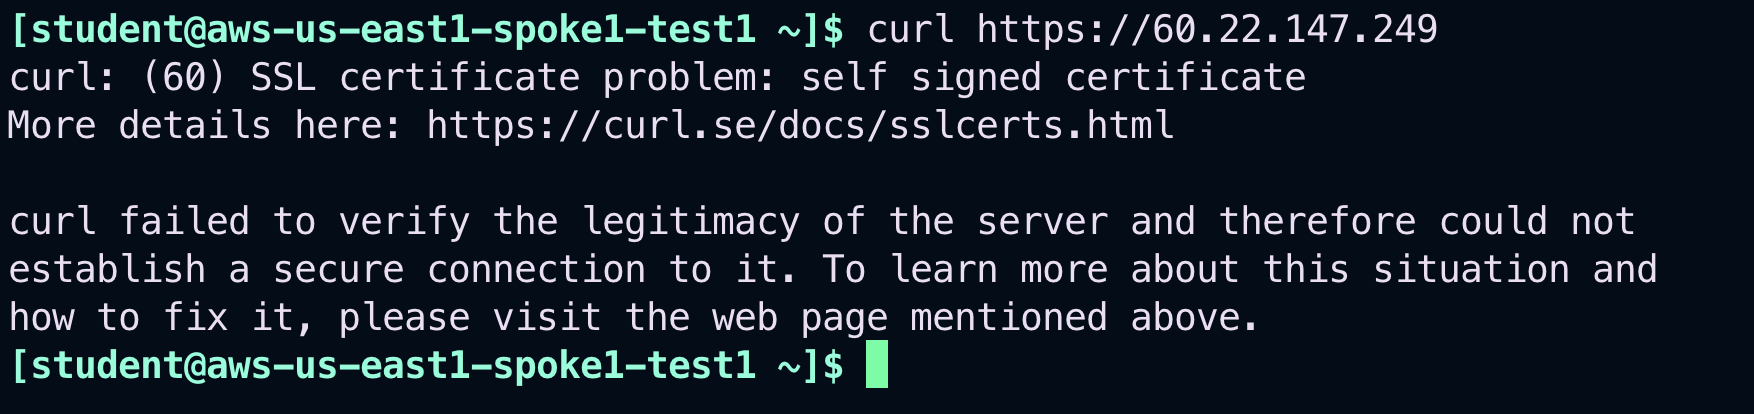 [student@aws-us-east1-spoke1-test1 ~]$ curl https://60.22.147.249
curl: (60) SSL certificate problem: self signed certificate
More details here: https://curl.se/docs/sslcerts.html

curl failed to verify the legitimacy of the server and therefore could not
establish a secure connection to it. To learn more about this situation and
how to fix it, please visit the web page mentioned above.
[student@aws-us-east1-spoke1-test1 ~]$